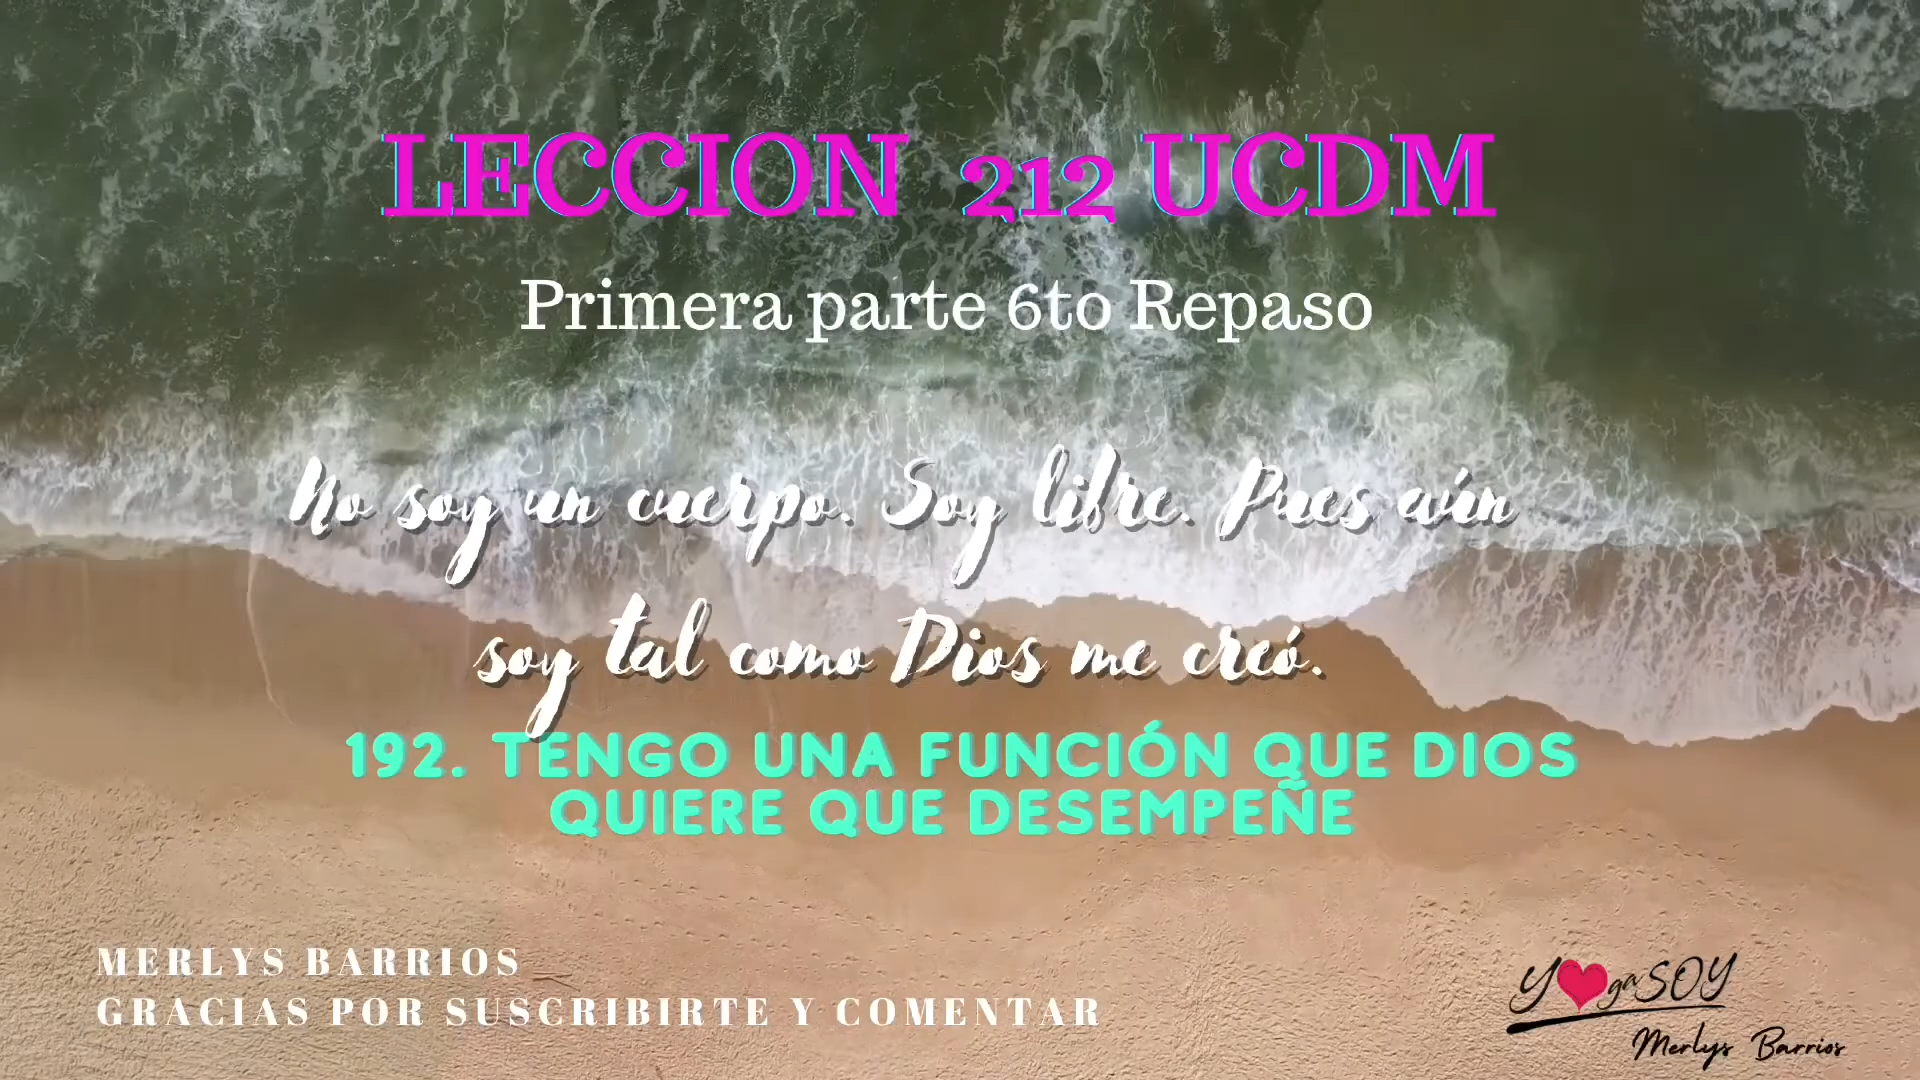 LECCION 212 UCDM
Primera parte 6to Repaso
No soy un cuerpo. Soy libre. Pues aún
soy tal como Dios me creó.
192. TENGO UNA FUNCIÓN QUE DIOS
QUIERE QUE DESEMPEÑE
MERLYS BARRIOS
GRACIAS POR SUSCRIBIRTE Y COMENTAR
YogaSOY
Merlys Barrios